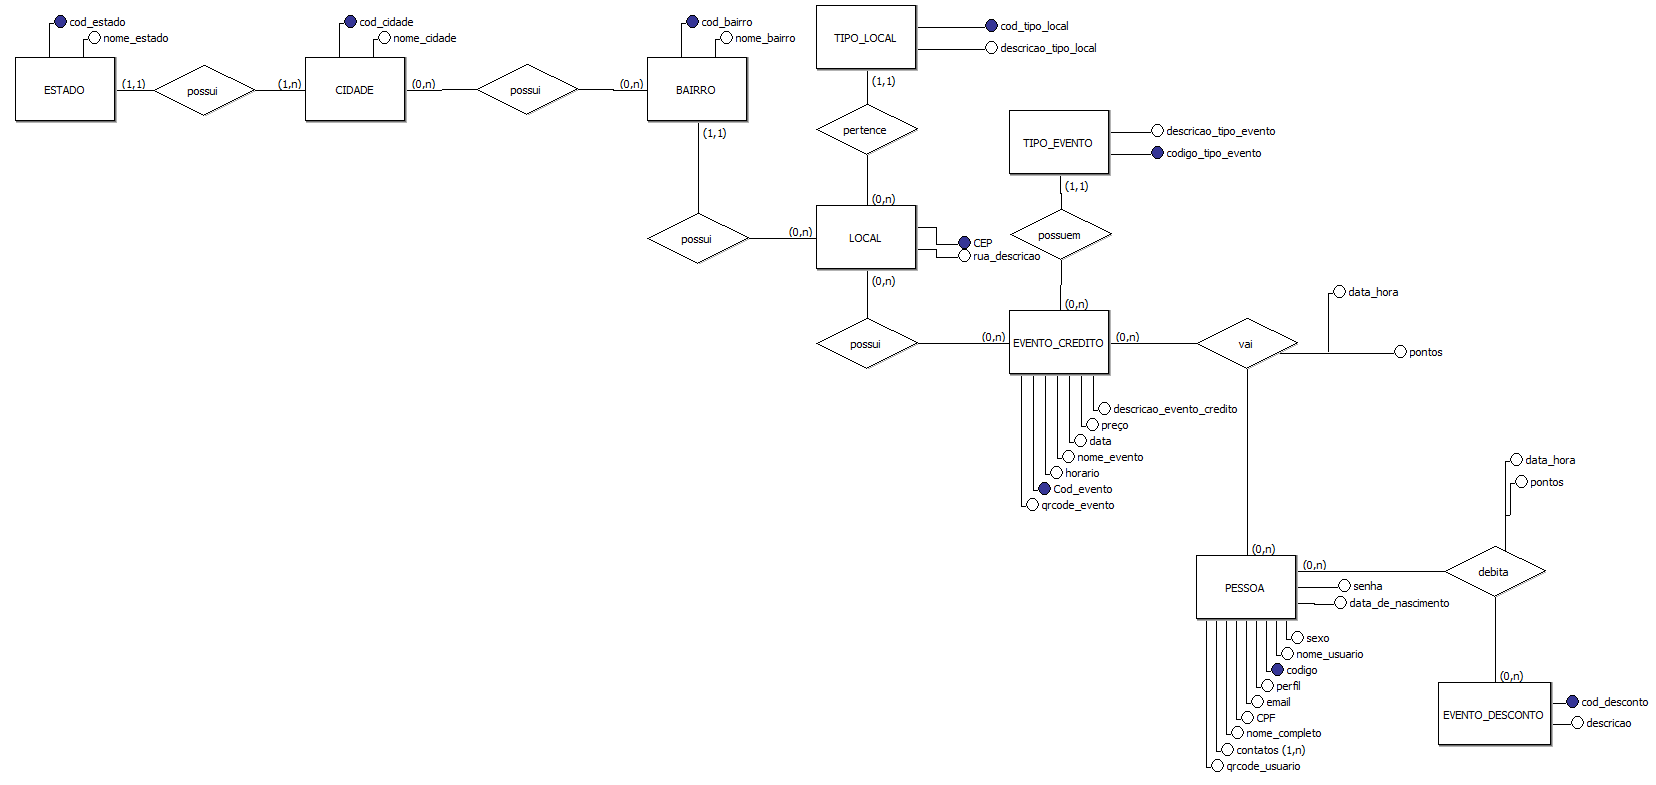 cod_estado
nome_estado
ESTADO
(1,1)
possui
(1,n)
cod_cidade
nome_cidade
CIDADE
(0,n)
possui
(0,n)
cod_bairro
nome_bairro
BAIRRO
(1,1)
possui
(0,n)
TIPO_LOCAL
cod_tipo_local
descricao_tipo_local
(1,1)
pertence
(0,n)
LOCAL
CEP
rua_descricao
(0,n)
possui
(0,n)
TIPO_EVENTO
descricao_tipo_evento
codigo_tipo_evento
(1,1)
possuem
(0,n)
EVENTO_CREDITO
(0,n)
descricao_evento_credito
preço
data
nome_evento
horario
Cod_evento
qrcode_evento
vai
data_hora
pontos
(0,n)
PESSOA
(0,n)
senha
data_de_nascimento
sexo
nome_usuario
codigo
perfil
email
CPF
nome_completo
contatos (1,n)
qrcode_usuario
data_hora
pontos
debita
(0,n)
EVENTO_DESCONTO
cod_desconto
descricao